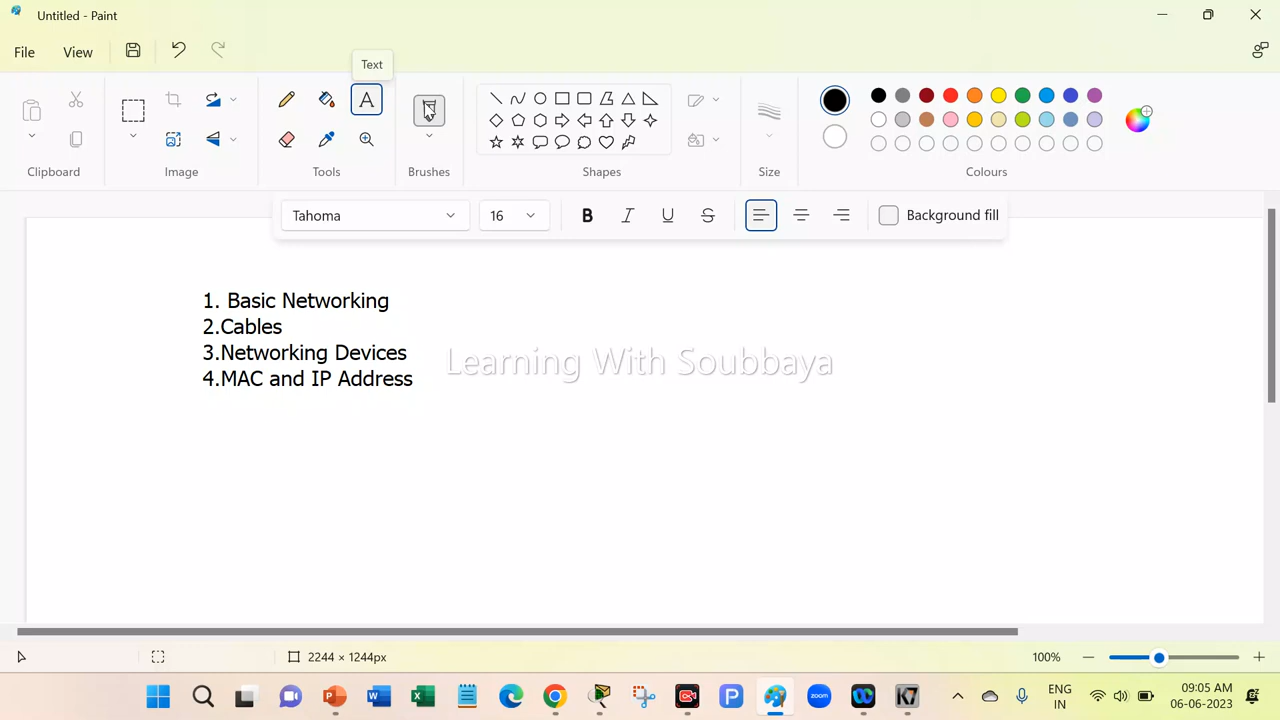 Untitled - Paint
File
View
Text
A
Clipboard
Image
Tools
Brushes
Shapes
Size
Colours
Tahoma
16
B
I
U
S
Background fill
1. Basic Networking
2.Cables
3.Networking Devices
4.MAC and IP Address
Learning With Soubbaya
2244 × 1244px
100%
zoom
K7
ENG
IN
09:05 AM
06-06-2023